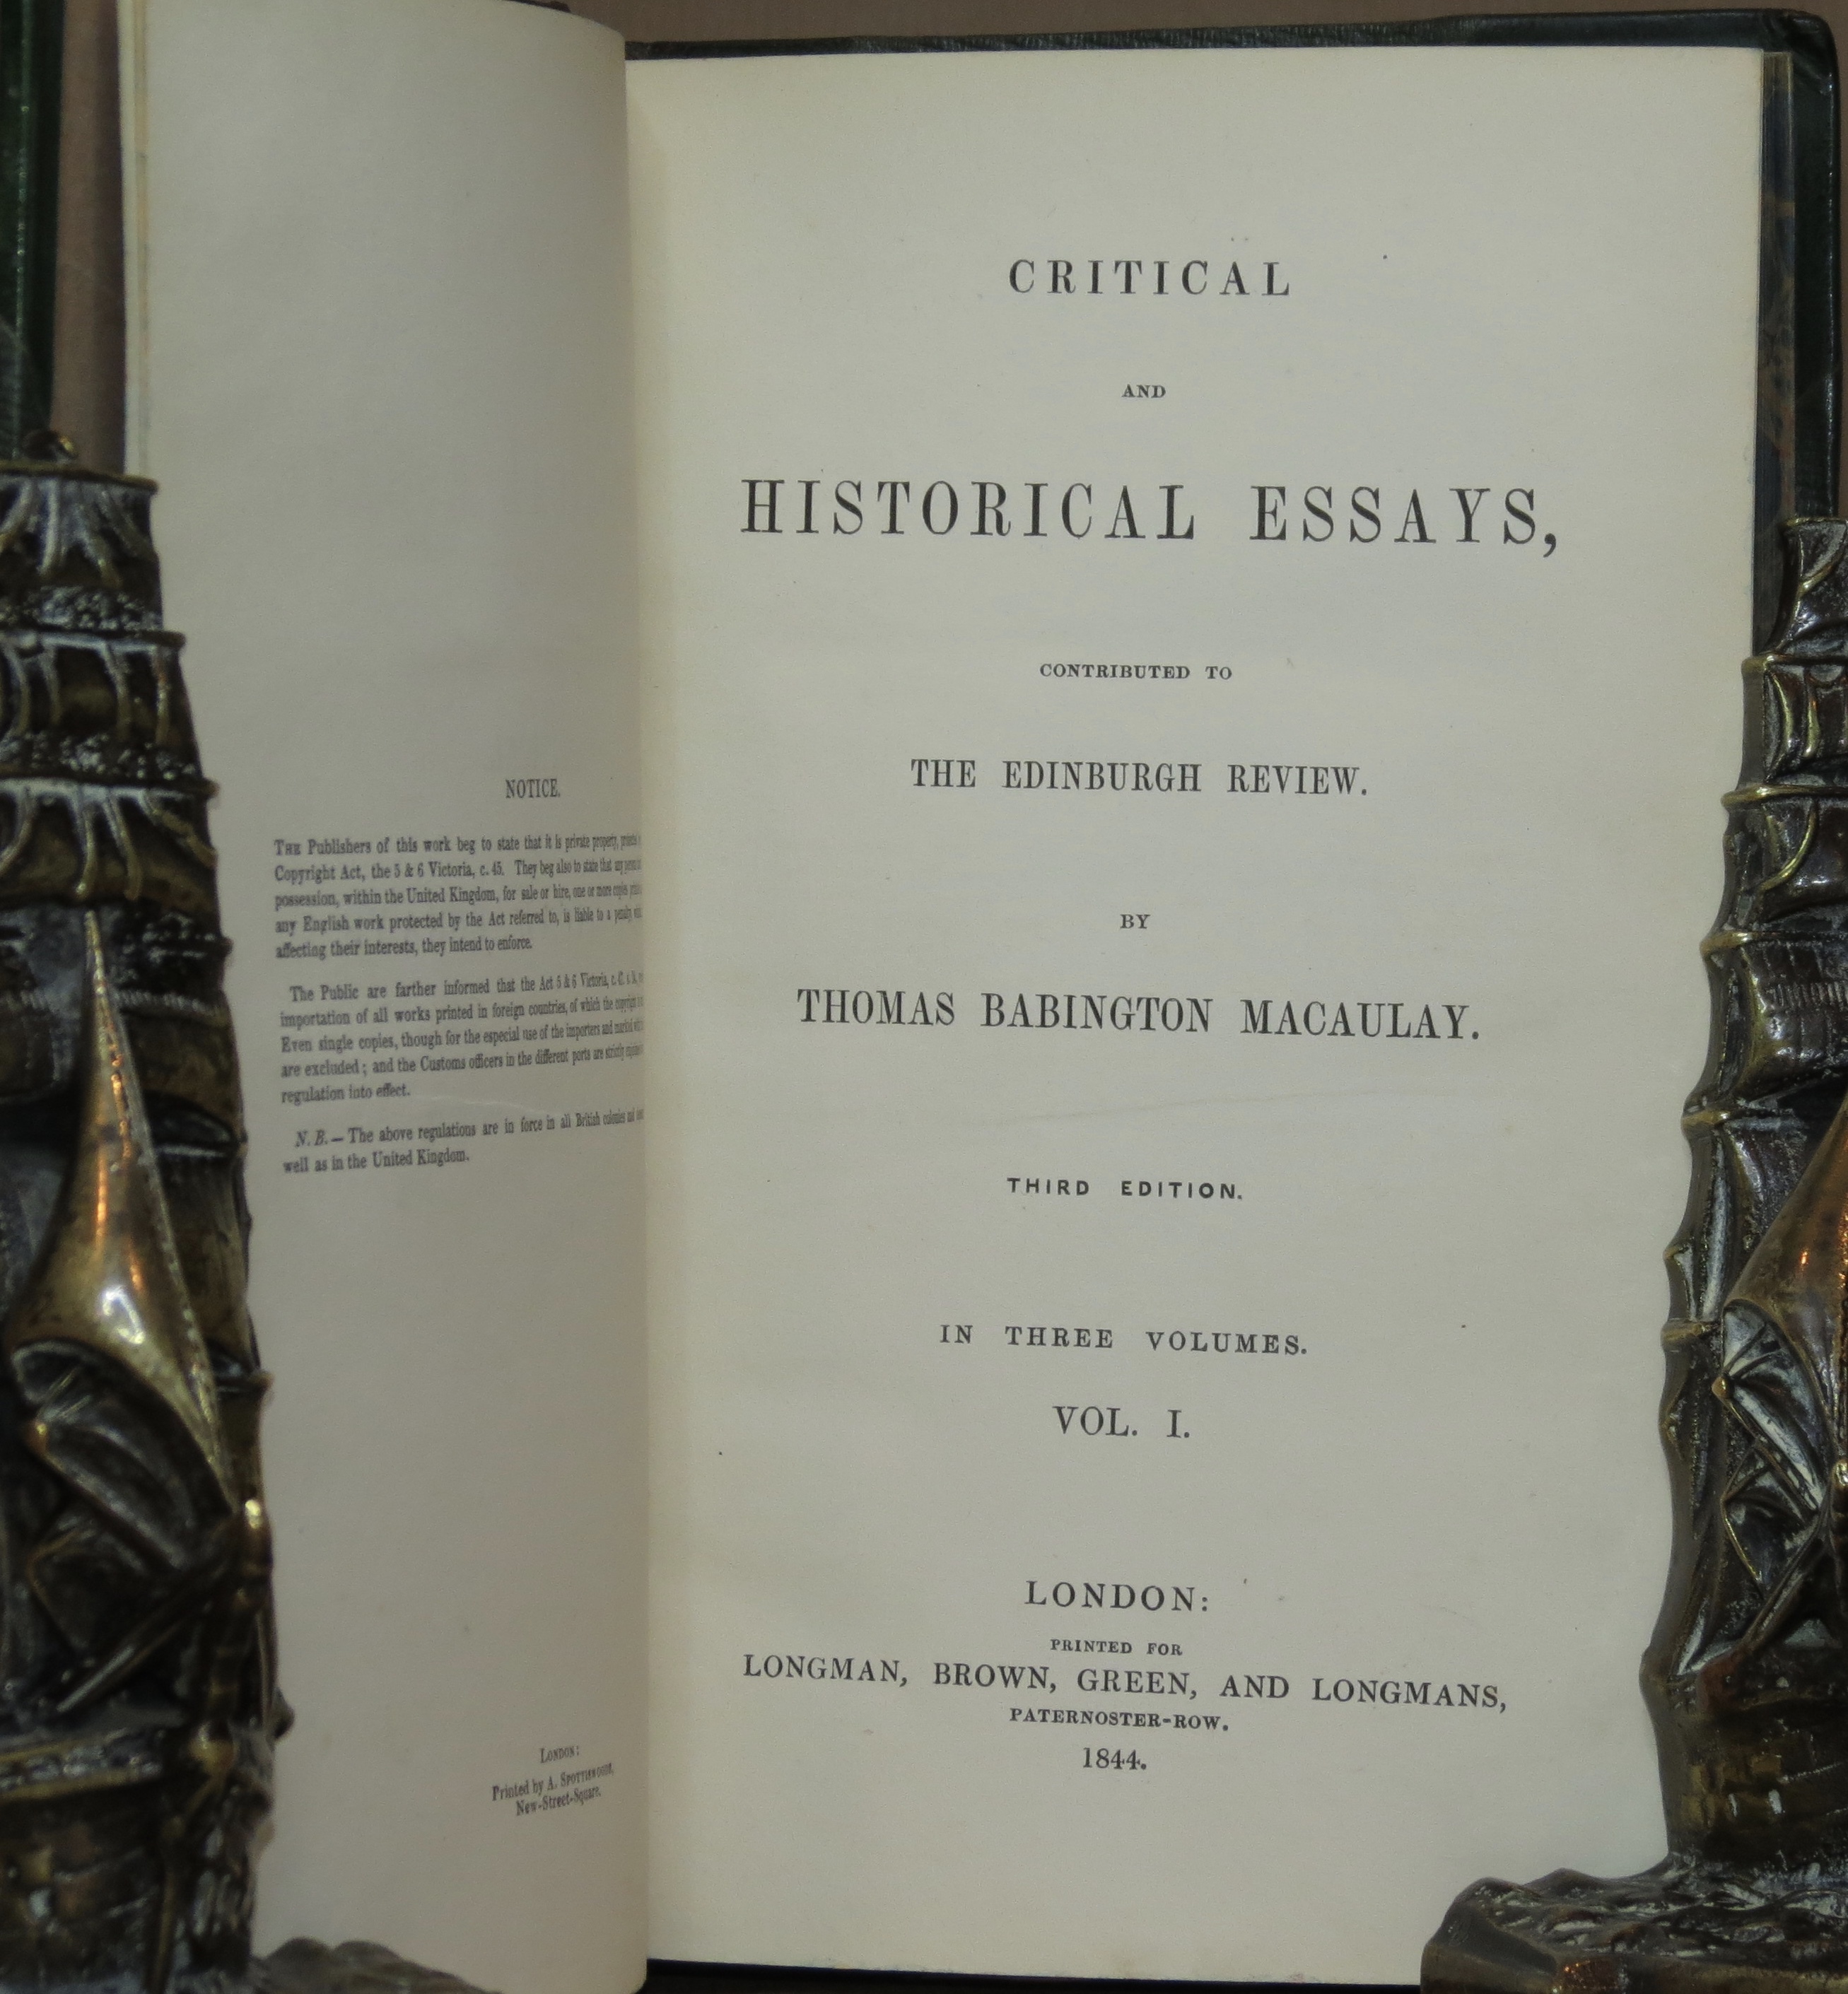 NOTICE.
THE Publishers of this work beg to state that it is private property,
Copyright Act, the 5 & 6 Victoria, c. 45. They beg also to state that any
possession, within the United Kingdom, for sale or hire, one or more copies
any English work protected by the Act referred to, is liable to a penalty
affecting their interests, they intend to enforce.
The Public are farther informed that the Act 5 & 6 Victoria, c.
importation of all works printed in foreign countries, of which the
Even single copies, though for the especial use of the importers and marked
are excluded; and the Customs officers in the different ports are strictly
regulation into effect.
N. B. — The above regulations are in force in all British colonies and
well as in the United Kingdom.
LONDON:
Printed by A. SPOTTISWOODE,
New-Street-Square.
CRITICAL
AND
HISTORICAL ESSAYS,
CONTRIBUTED TO
THE EDINBURGH REVIEW.
BY
THOMAS BABINGTON MACAULAY.
THIRD EDITION.
IN THREE VOLUMES.
VOL. I.
LONDON:
PRINTED FOR
LONGMAN, BROWN, GREEN, AND LONGMANS,
PATERNOSTER-ROW.
1844.